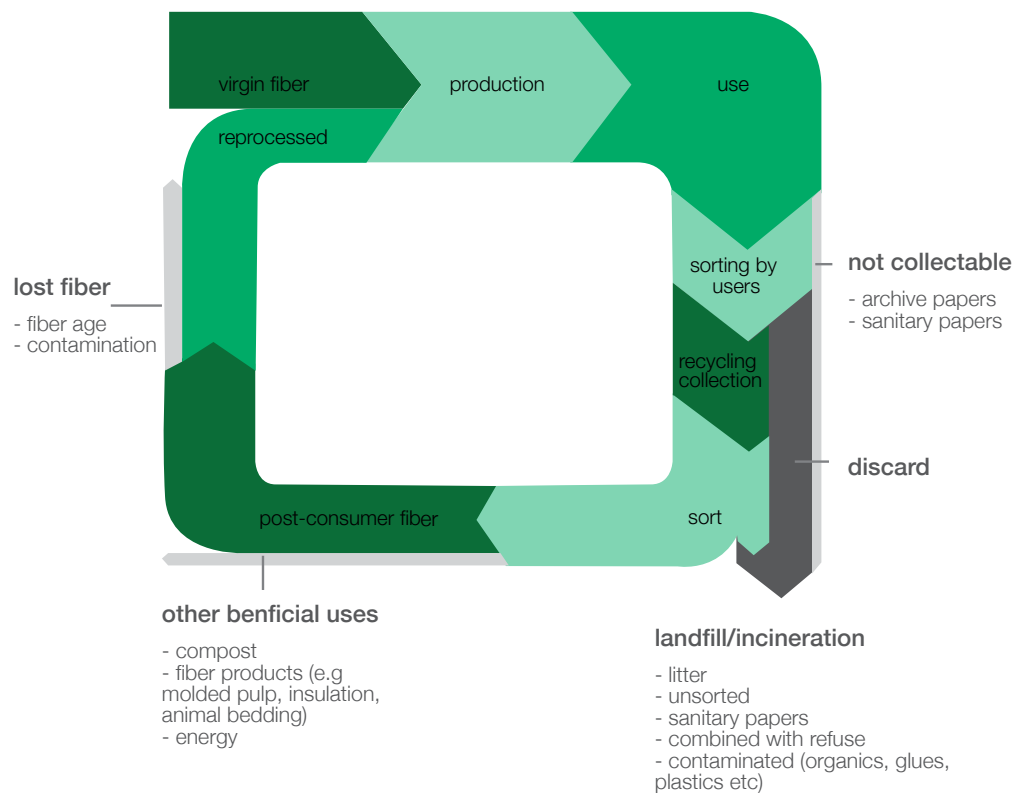 virgin fiber
production
use
reprocessed
sorting by
users
not collectable
- archive papers
- sanitary papers
lost fiber
- fiber age
- contamination
recycling
collection
discard
post-consumer fiber
sort
other benficial uses
- compost
- fiber products (e.g
molded pulp, insulation,
animal bedding)
- energy
landfill/incineration
- litter
- unsorted
- sanitary papers
- combined with refuse
- contaminated (organics, glues,
plastics etc)